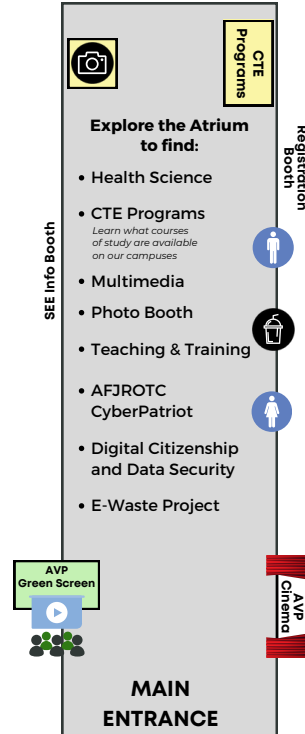 CTE
Programs
Explore the Atrium
to find:
Registration
Booth
• Health Science
• CTE Programs
Learn what courses
of study are available
on our campuses
SEE Info Booth
• Multimedia
• Photo Booth
• Teaching & Training
• AFJROTC
CyberPatriot
• Digital Citizenship
and Data Security
• E-Waste Project
AVP
Green Screen
AVP
Cinema
MAIN
ENTRANCE